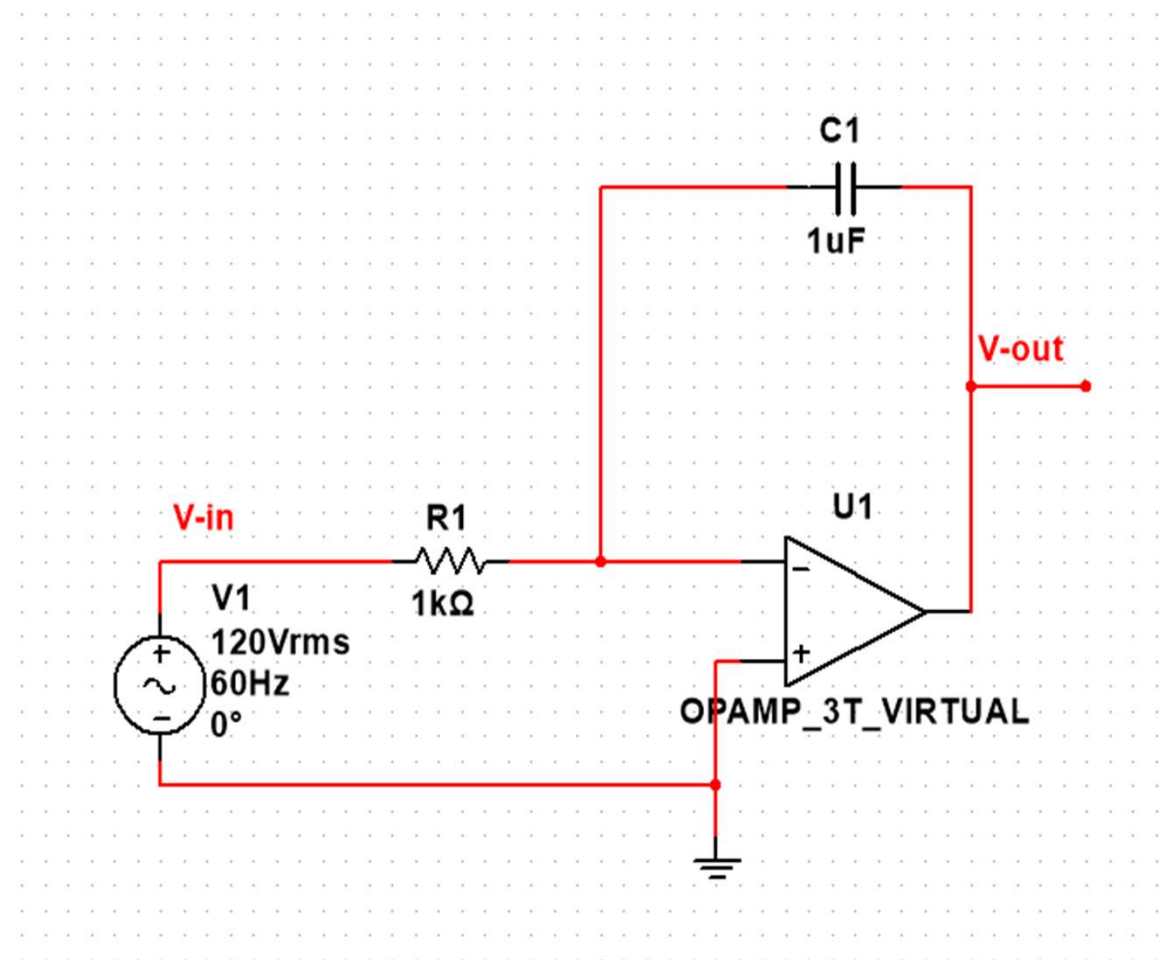 C1
1uF
V-out
U1
V-in
R1
1kΩ
V1
120Vrms
60Hz
0°
+
−
−
+
OPAMP_3T_VIRTUAL